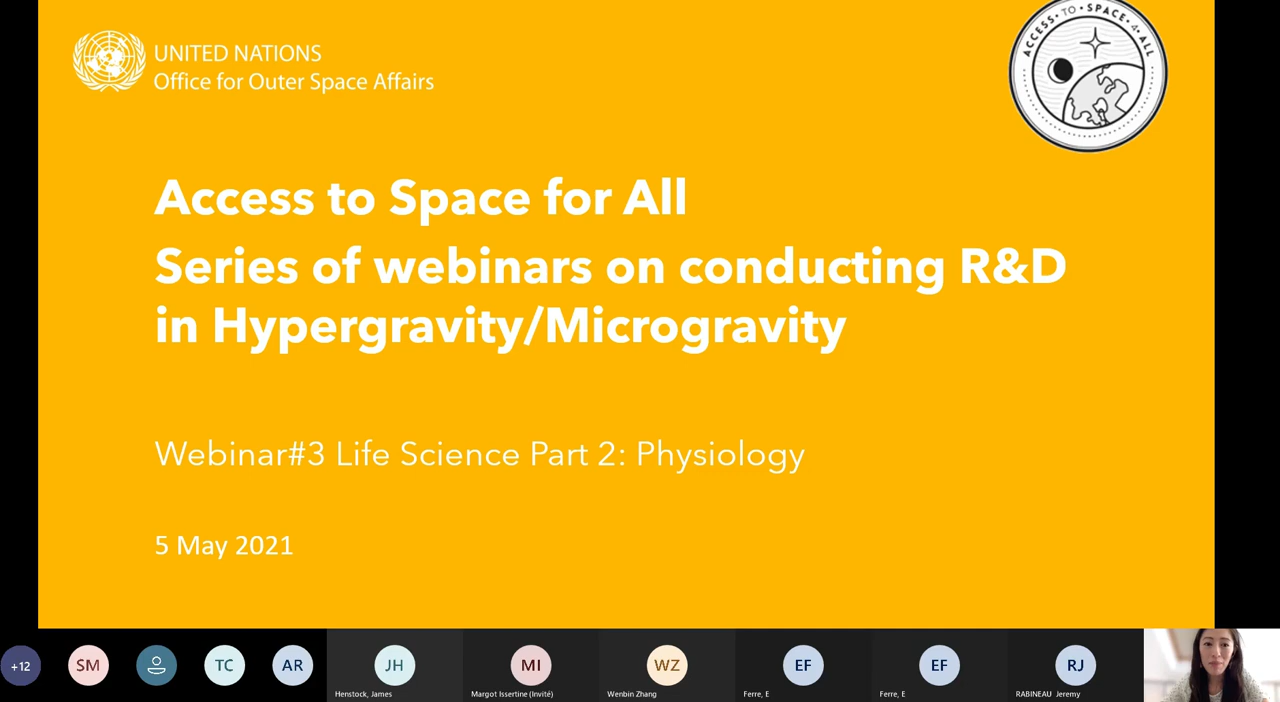 UNITED NATIONS
Office for Outer Space Affairs
ACCESS • TO • SPACE • 4 • ALL
Access to Space for All
Series of webinars on conducting R&D
in Hypergravity/Microgravity
Webinar#3 Life Science Part 2: Physiology
5 May 2021
+12
SM
TC
AR
JH
MI
WZ
EF
EF
RJ
Henstock, James
Margot Issertine (Invité)
Wenbin Zhang
Ferre, E
Ferre, E
RABINEAU Jeremy